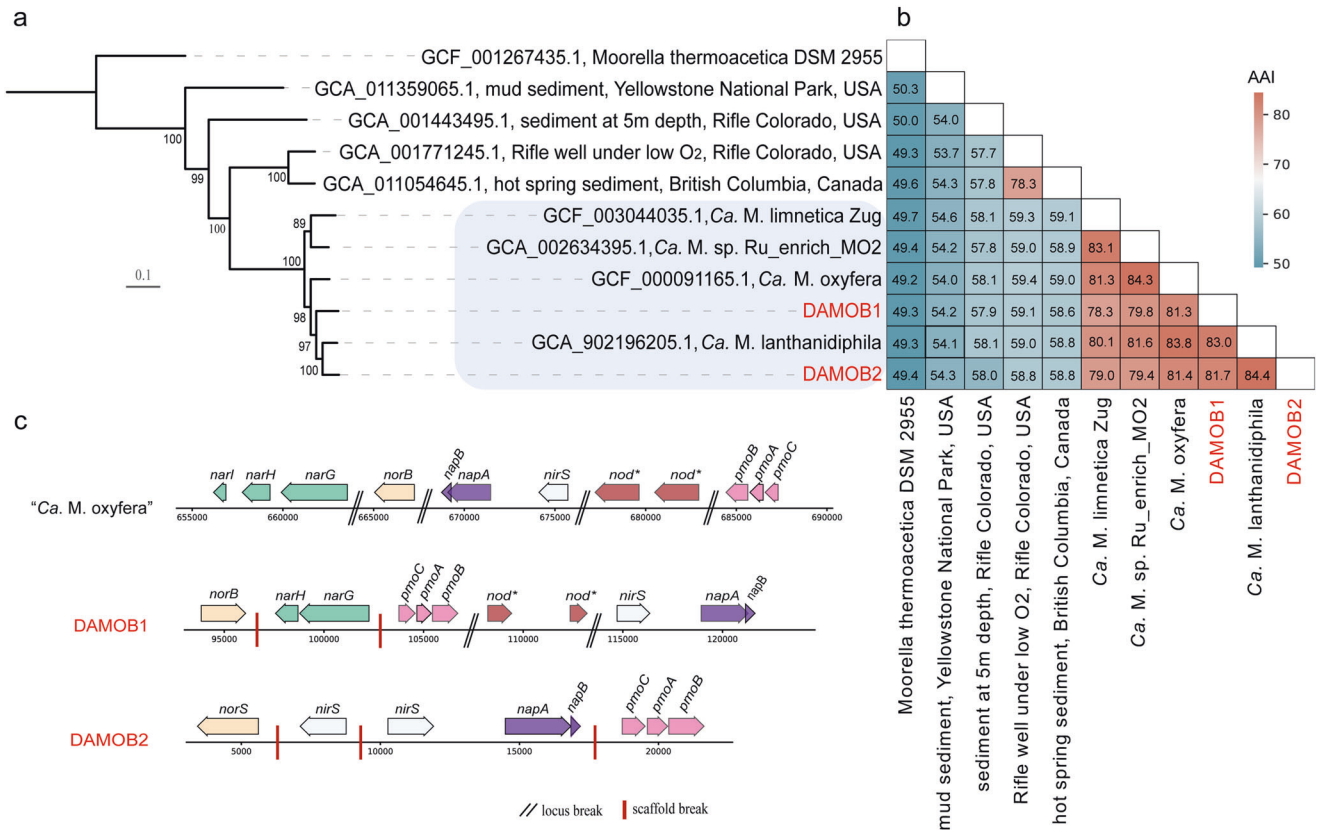 a
GCF_001267435.1, Moorella thermoacetica DSM 2955
GCA_011359065.1, mud sediment, Yellowstone National Park, USA
GCA_001443495.1, sediment at 5m depth, Rifle Colorado, USA
GCA_001771245.1, Rifle well under low O2, Rifle Colorado, USA
GCA_011054645.1, hot spring sediment, British Columbia, Canada
GCF_003044035.1, Ca. M. limnetica Zug
GCA_002634395.1, Ca. M. sp. Ru_enrich_MO2
GCF_000091165.1, Ca. M. oxyfera
DAMOB1
GCA_902196205.1, Ca. M. lanthanidiphila
DAMOB2
100
99
100
100
89
100
98
97
100
0.1
b
50.3
50.0 54.0
49.3 53.7 57.7
49.6 54.3 57.8 78.3
49.7 54.6 58.1 59.3 59.1
49.4 54.2 57.8 59.0 58.9 83.1
49.2 54.0 58.1 59.4 59.0 81.3 84.3
49.3 54.2 57.9 59.1 58.6 78.3 79.8 81.3
49.3 54.1 58.1 59.0 58.8 80.1 81.6 83.8 83.0
49.4 54.3 58.0 58.8 58.8 79.0 79.4 81.4 81.7 84.4
Moorella thermoacetica DSM 2955
mud sediment, Yellowstone National Park, USA
sediment at 5m depth, Rifle Colorado, USA
Rifle well under low O2, Rifle Colorado, USA
hot spring sediment, British Columbia, Canada
Ca. M. limnetica Zug
Ca. M. sp. Ru_enrich_MO2
Ca. M. oxyfera
DAMOB1
Ca. M. lanthanidiphila
DAMOB2
AAI
80
70
60
50
c
narI narH narG norB napB napA nirS nod* nod* pmoB pmoA pmoC
"Ca. M. oxyfera"
655000 660000 665000 670000 675000 680000 685000 690000
norB narH narG pmoC pmoA pmoB nod* nod* nirS napA napB
DAMOB1
95000 100000 105000 110000 115000 120000
norS nirS nirS napA napB pmoC pmoA pmoB
DAMOB2
5000 10000 15000 20000
// locus break scaffold break